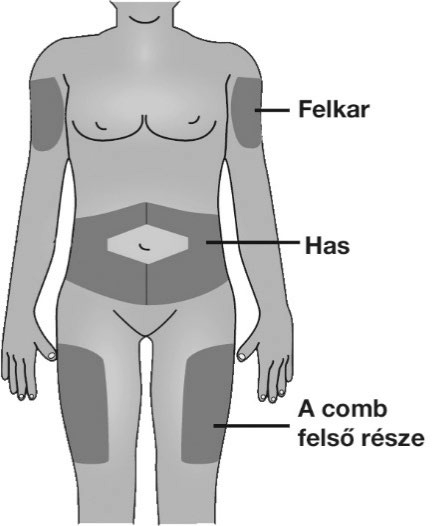 Felkar
Has
A comb
felső része